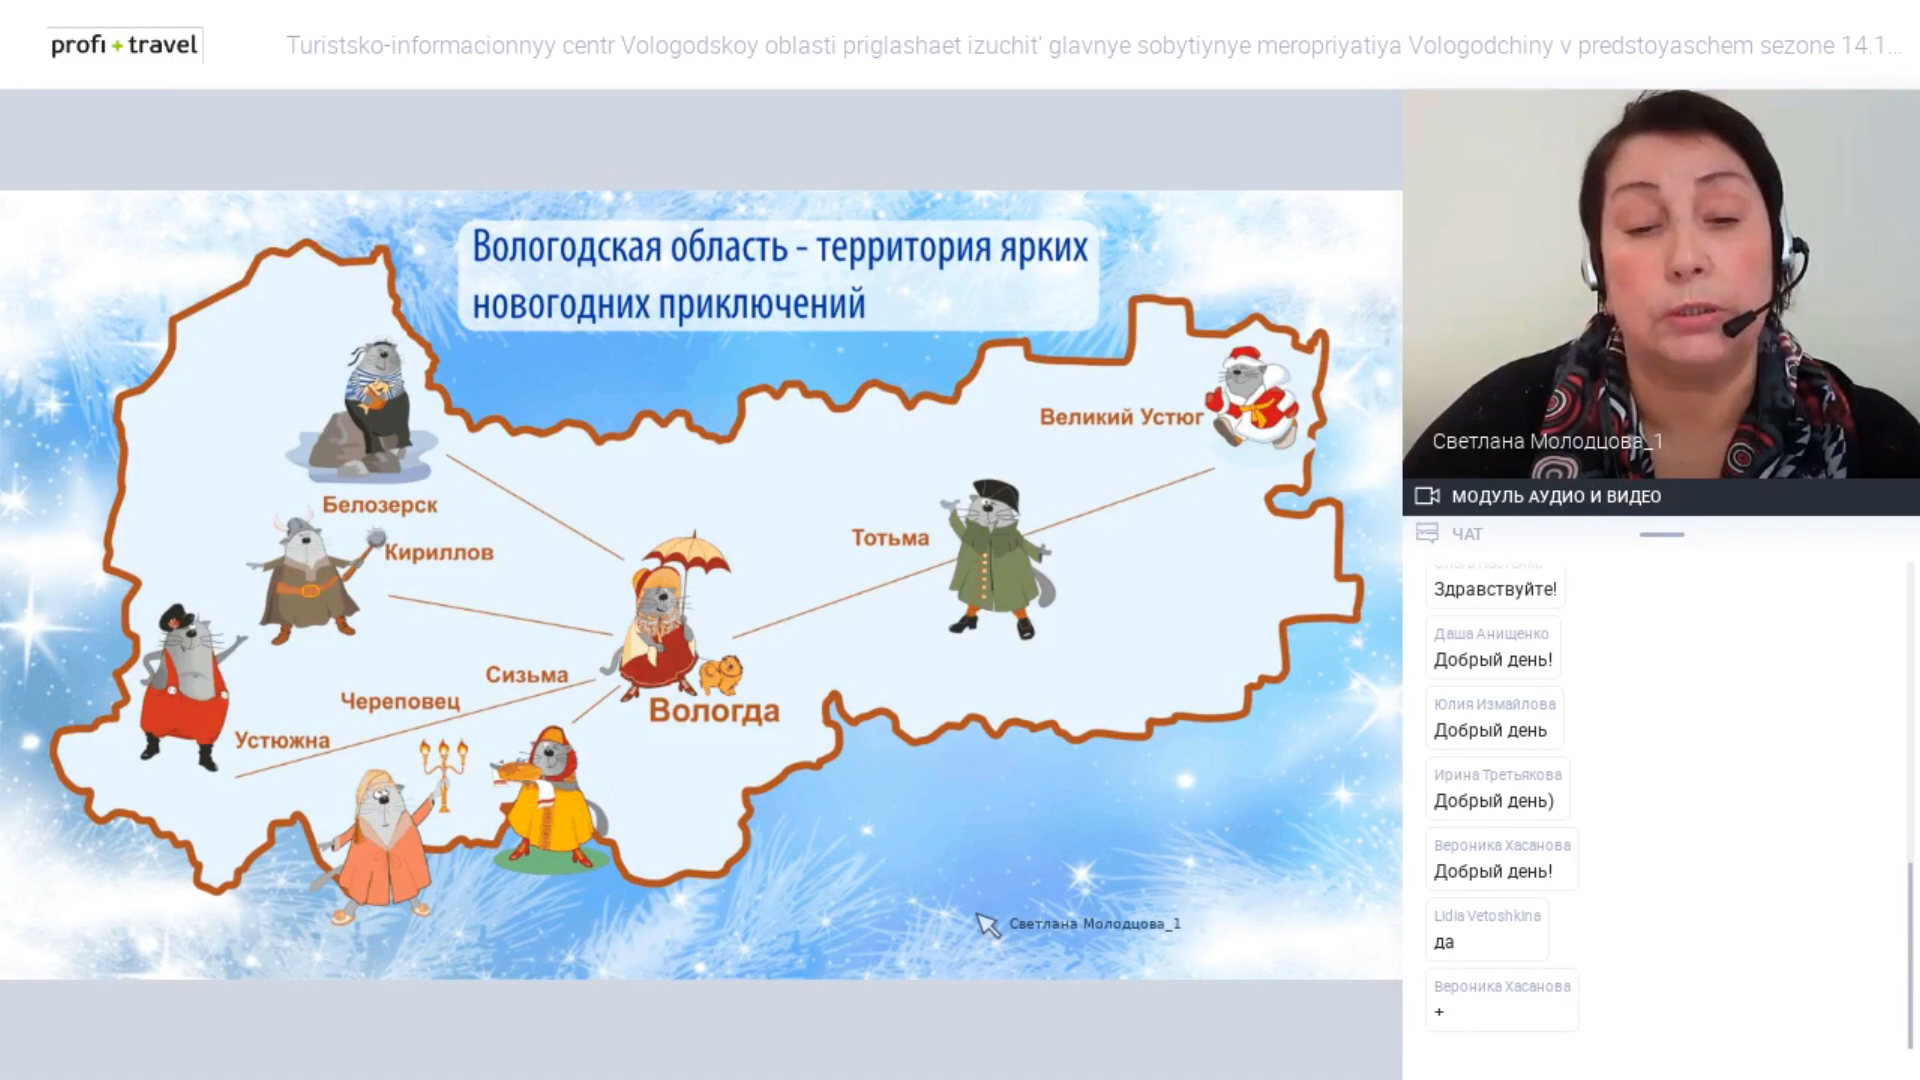 profi + travel
Turistsko-informacionnyy centr Vologodskoy oblasti priglashaet izuchit' glavnye sobytiynye meropriyatiya Vologodchiny v predstoyaschem sezone 14.1...
Вологодская область - территория ярких
новогодних приключений
Великий Устюг
Белозерск
Тотьма
Кириллов
Сизьма
Череповец
Вологда
Устюжна
Светлана Молодцова_1
Светлана Молодцова_1
МОДУЛЬ АУДИО И ВИДЕО
ЧАТ
Здравствуйте!
Даша Анищенко
Добрый день!
Юлия Измайлова
Добрый день
Ирина Третьякова
Добрый день)
Вероника Хасанова
Добрый день!
Lidia Vetoshkina
да
Вероника Хасанова
+